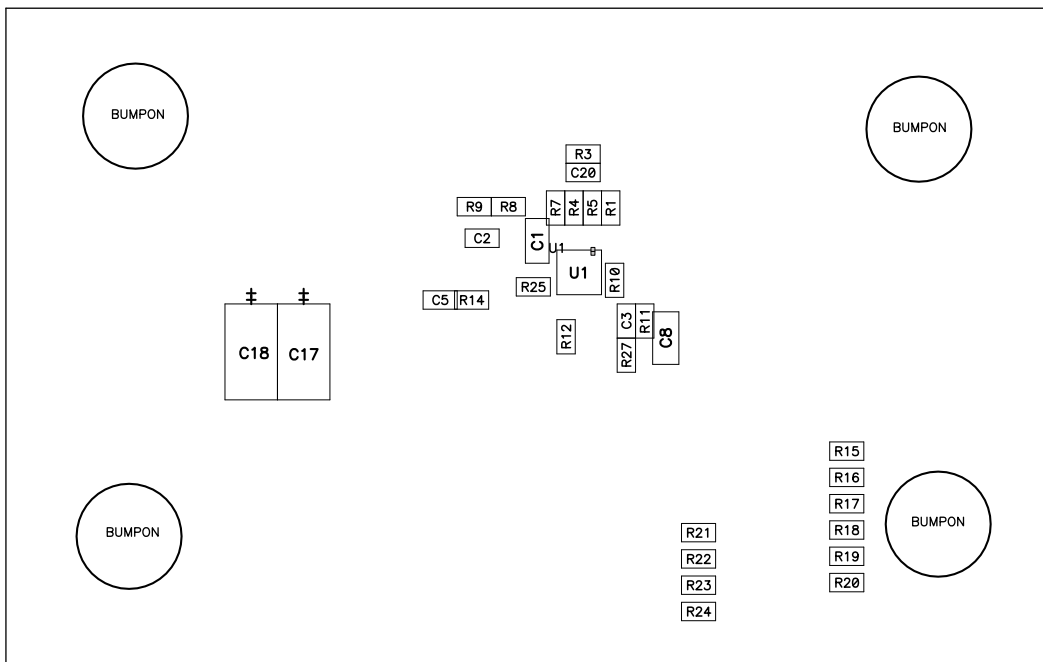 BUMPON
BUMPON
R3
C20
R9 R8 R7 R4 R5 R1
C2 C1 U1
U1
R25 R10
C5 R14
C3 R11
R12 C8
C18 C17 R27
R15
R16
R17
BUMPON
R18
BUMPON
R21
R19
R22
R20
R23
R24